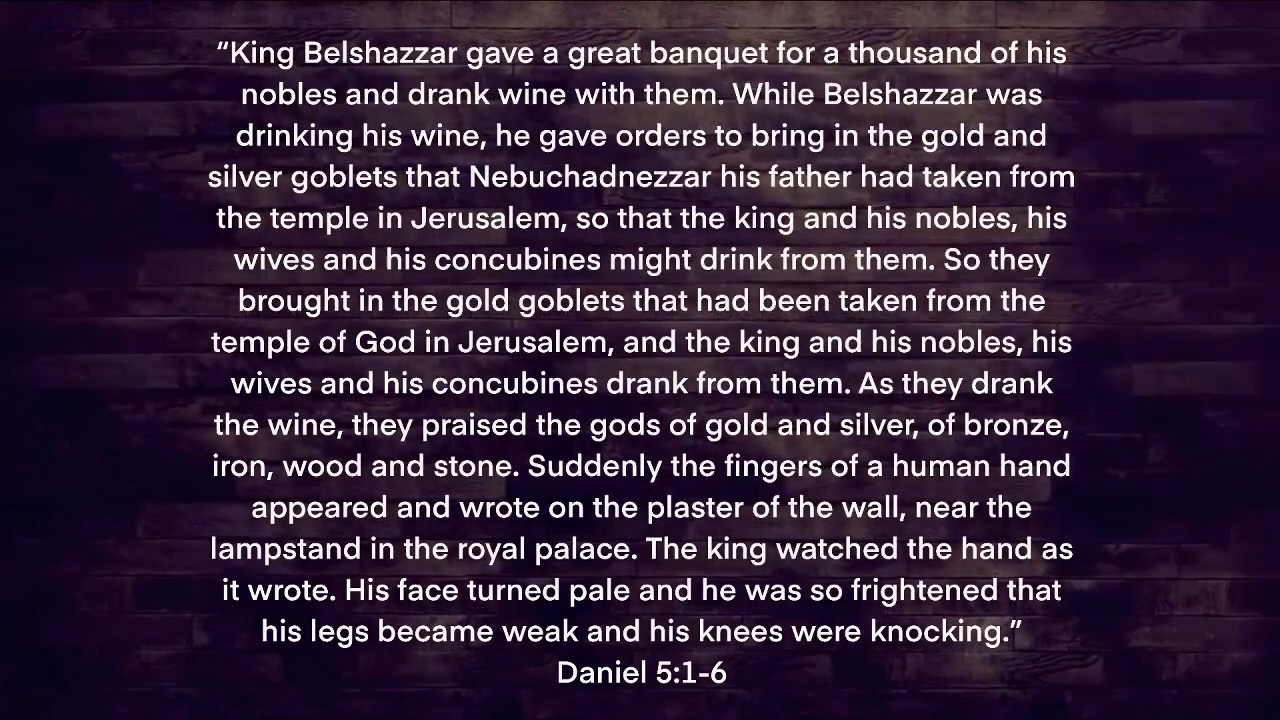 “King Belshazzar gave a great banquet for a thousand of his
nobles and drank wine with them. While Belshazzar was
drinking his wine, he gave orders to bring in the gold and
silver goblets that Nebuchadnezzar his father had taken from
the temple in Jerusalem, so that the king and his nobles, his
wives and his concubines might drink from them. So they
brought in the gold goblets that had been taken from the
temple of God in Jerusalem, and the king and his nobles, his
wives and his concubines drank from them. As they drank
the wine, they praised the gods of gold and silver, of bronze,
iron, wood and stone. Suddenly the fingers of a human hand
appeared and wrote on the plaster of the wall, near the
lampstand in the royal palace. The king watched the hand as
it wrote. His face turned pale and he was so frightened that
his legs became weak and his knees were knocking.”
Daniel 5:1-6